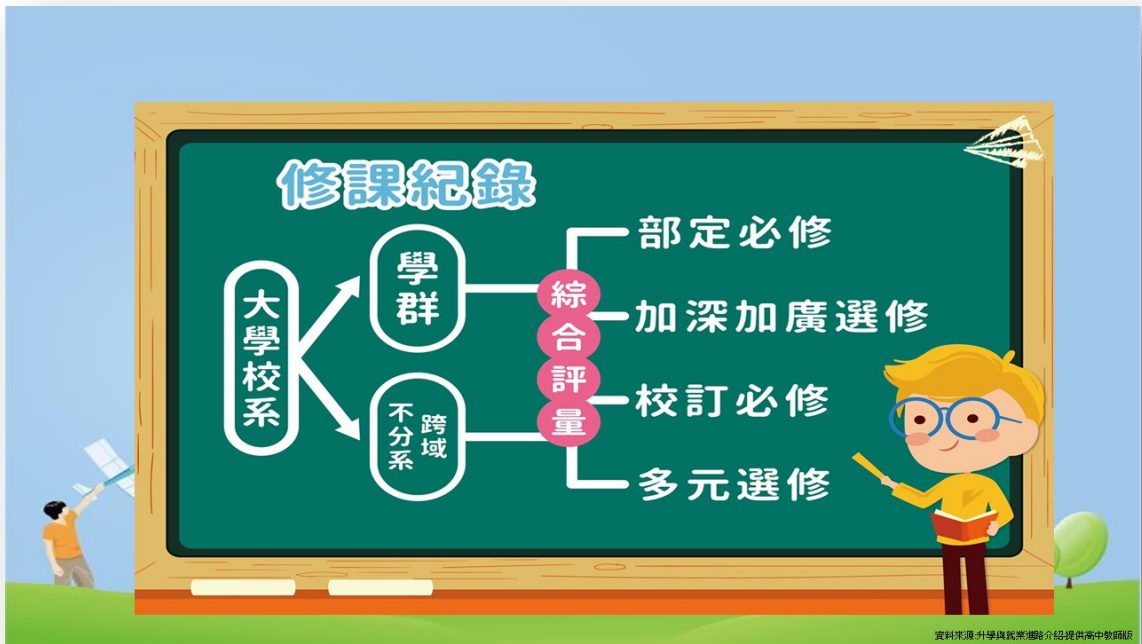 修課紀錄
大學校系
學群
跨域
不分系
綜合評量
部定必修
加深加廣選修
校訂必修
多元選修
資料來源:升學與就業進路介紹-提供高中教師版